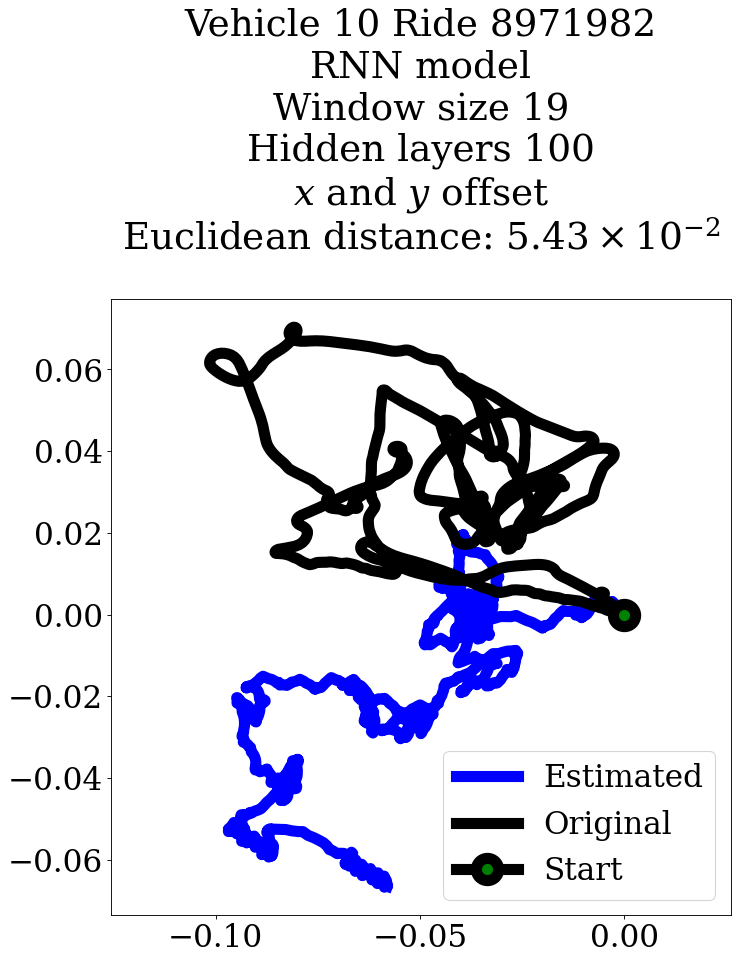 Vehicle 10 Ride 8971982
RNN model
Window size 19
Hidden layers 100
x and y offset
Euclidean distance: 5.43 × 10⁻²
0.06
0.04
0.02
0.00
−0.02
−0.04
−0.06
Estimated
Original
Start
−0.10
−0.05
0.00